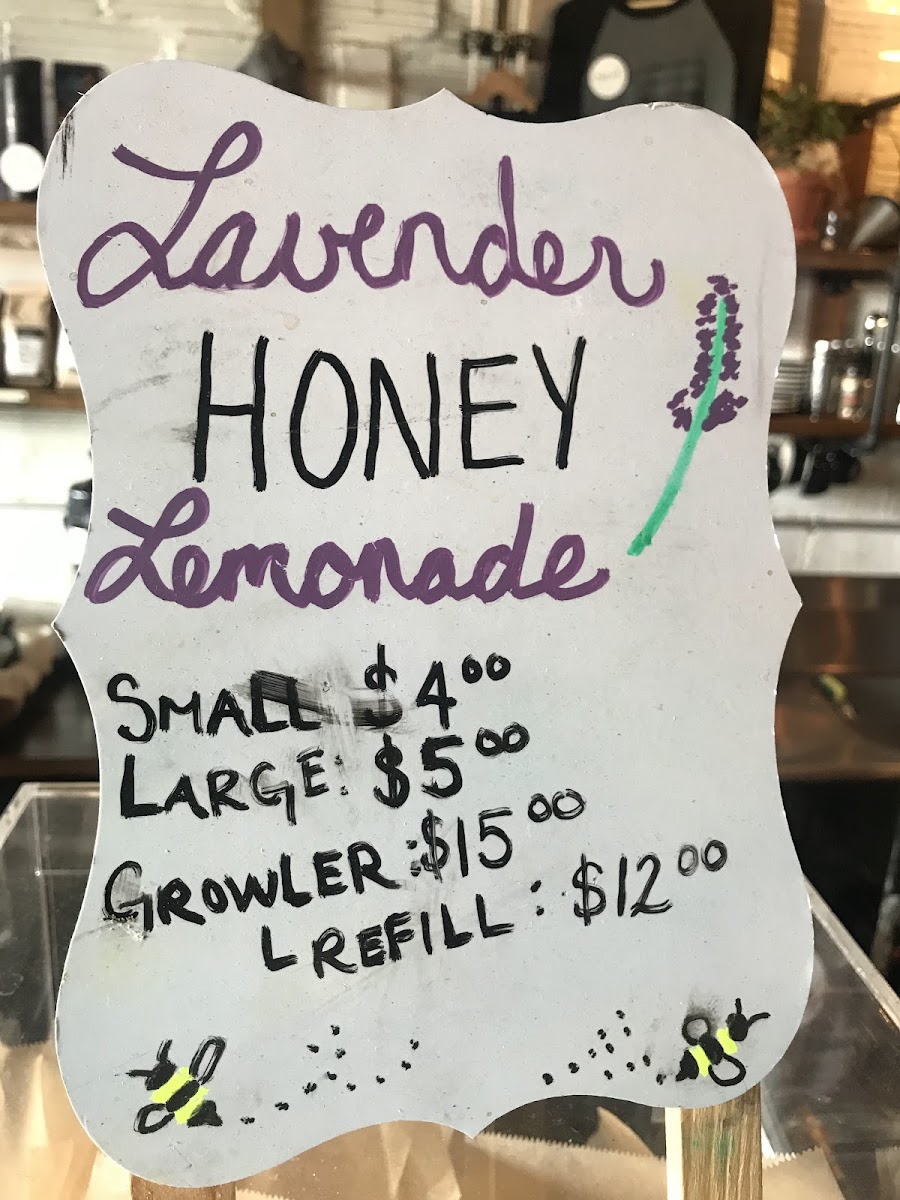 Lavender
HONEY
Lemonade
SMALL: $4.00
LARGE: $5.00
GROWLER: $15.00
L REFILL: $12.00